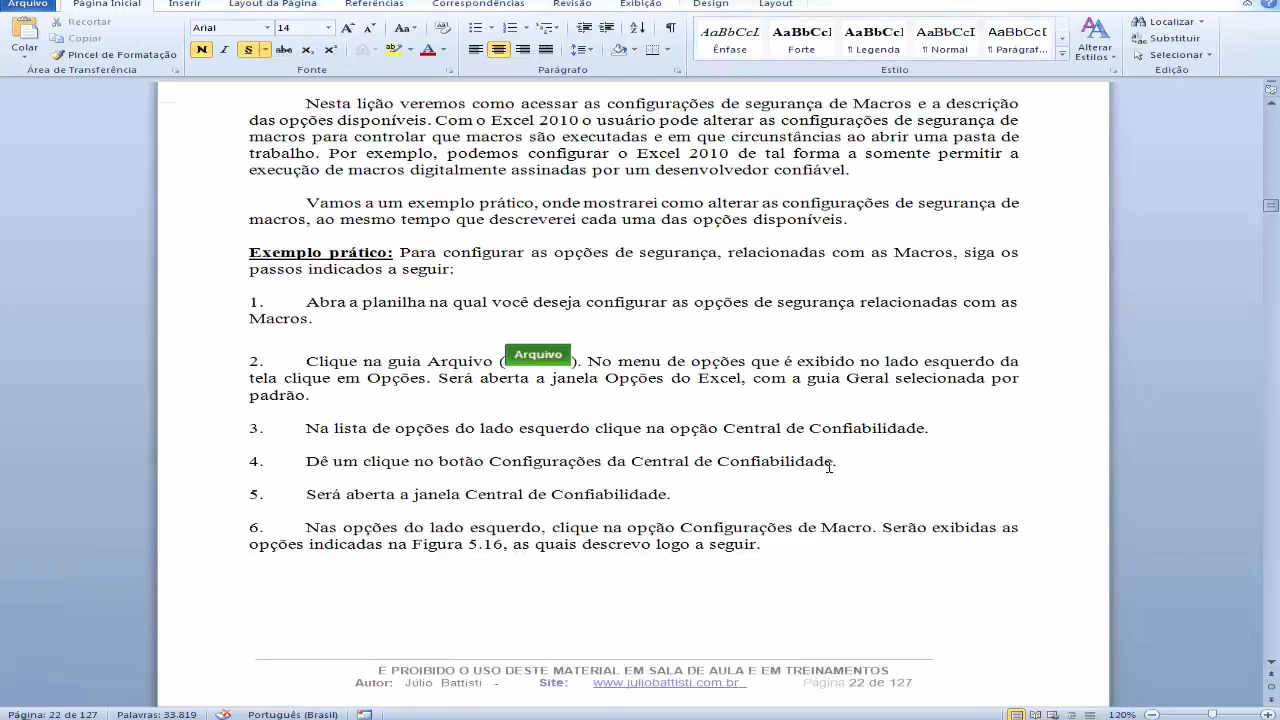 Arquivo Página Inicial Inserir Layout da Página Referências Correspondências Revisão Exibição Design Layout
Colar
Recortar
Copiar
Pincel de Formatação
Área de Transferência
Arial 14
Aa
N I S abc x₂ x² ab A
Fonte
Parágrafo
AaBbCcI AaBbCcl AaBbCcl AaBbCcI AaBbC(I
Ênfase Forte ¶ Legenda ¶ Normal ¶ Parágraf...
Estilo
Alterar
Estilos
Localizar
Substituir
Selecionar
Edição
Nesta lição veremos como acessar as configurações de segurança de Macros e a descrição
das opções disponíveis. Com o Excel 2010 o usuário pode alterar as configurações de segurança de
macros para controlar que macros são executadas e em que circunstâncias ao abrir uma pasta de
trabalho. Por exemplo, podemos configurar o Excel 2010 de tal forma a somente permitir a
execução de macros digitalmente assinadas por um desenvolvedor confiável.
Vamos a um exemplo prático, onde mostrarei como alterar as configurações de segurança de
macros, ao mesmo tempo que descreverei cada uma das opções disponíveis.
Exemplo prático: Para configurar as opções de segurança, relacionadas com as Macros, siga os
passos indicados a seguir:
1. Abra a planilha na qual você deseja configurar as opções de segurança relacionadas com as
Macros.
2. Clique na guia Arquivo (Arquivo). No menu de opções que é exibido no lado esquerdo da
tela clique em Opções. Será aberta a janela Opções do Excel, com a guia Geral selecionada por
padrão.
3. Na lista de opções do lado esquerdo clique na opção Central de Confiabilidade.
4. Dê um clique no botão Configurações da Central de Confiabilidade.
5. Será aberta a janela Central de Confiabilidade.
6. Nas opções do lado esquerdo, clique na opção Configurações de Macro. Serão exibidas as
opções indicadas na Figura 5.16, as quais descrevo logo a seguir.
É PROIBIDO O USO DESTE MATERIAL EM SALA DE AULA E EM TREINAMENTOS
Autor: Júlio Battisti - Site: www.juliobattisti.com.br Página 22 de 127
Página: 22 de 127 Palavras: 33.819 Português (Brasil) 120%